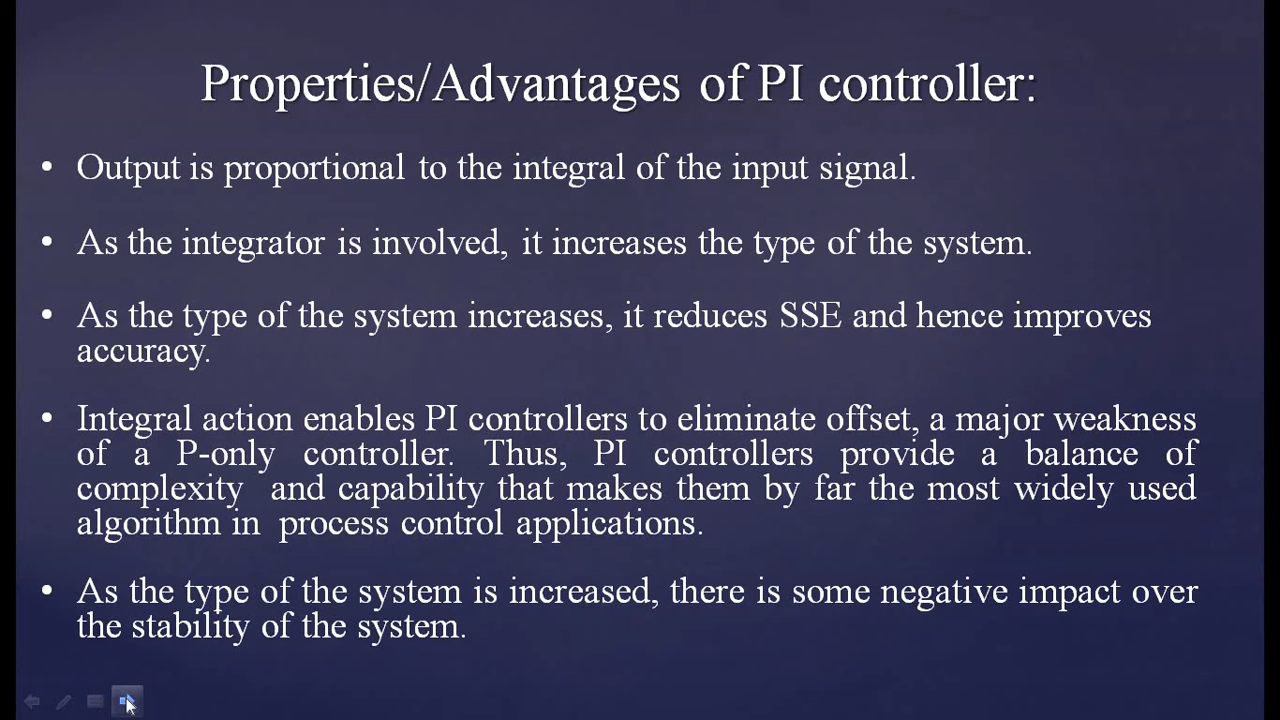 Properties/Advantages of PI controller:
• Output is proportional to the integral of the input signal.
• As the integrator is involved, it increases the type of the system.
• As the type of the system increases, it reduces SSE and hence improves
accuracy.
• Integral action enables PI controllers to eliminate offset, a major weakness
of a P-only controller. Thus, PI controllers provide a balance of
complexity and capability that makes them by far the most widely used
algorithm in process control applications.
• As the type of the system is increased, there is some negative impact over
the stability of the system.